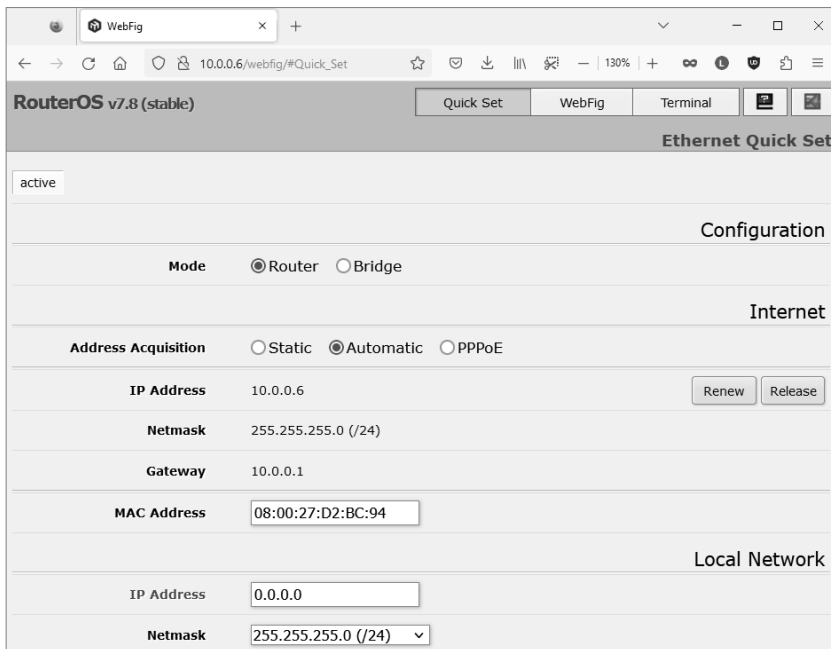 WebFig
10.0.0.6/webfig/#Quick_Set 130%
RouterOS v7.8 (stable) Quick Set WebFig Terminal
Ethernet Quick Set
active
Configuration
Mode Router Bridge
Internet
Address Acquisition Static Automatic PPPoE
IP Address 10.0.0.6 Renew Release
Netmask 255.255.255.0 (/24)
Gateway 10.0.0.1
MAC Address 08:00:27:D2:BC:94
Local Network
IP Address 0.0.0.0
Netmask 255.255.255.0 (/24)